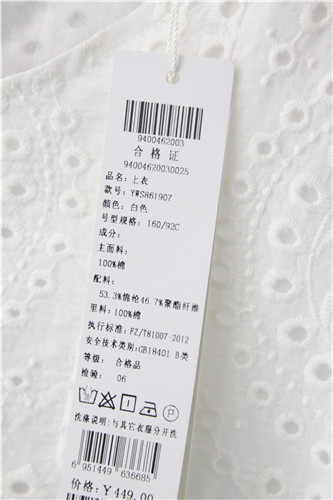 9400462003
合格证
9400462003025
品名：上衣
款号：YWS861907
颜色：白色
号型规格：160/92C
成分：
主面料：
100%棉
配料：
53.3%锦纶46.7%聚酯纤维
里料：100%棉
执行标准：FZ/T81007-2012
安全技术类别：GB18401 B类
等级： 合格品
检验： 06
P
洗涤说明：与其它衣服分开洗
6 951449 636685
价格：￥449.00